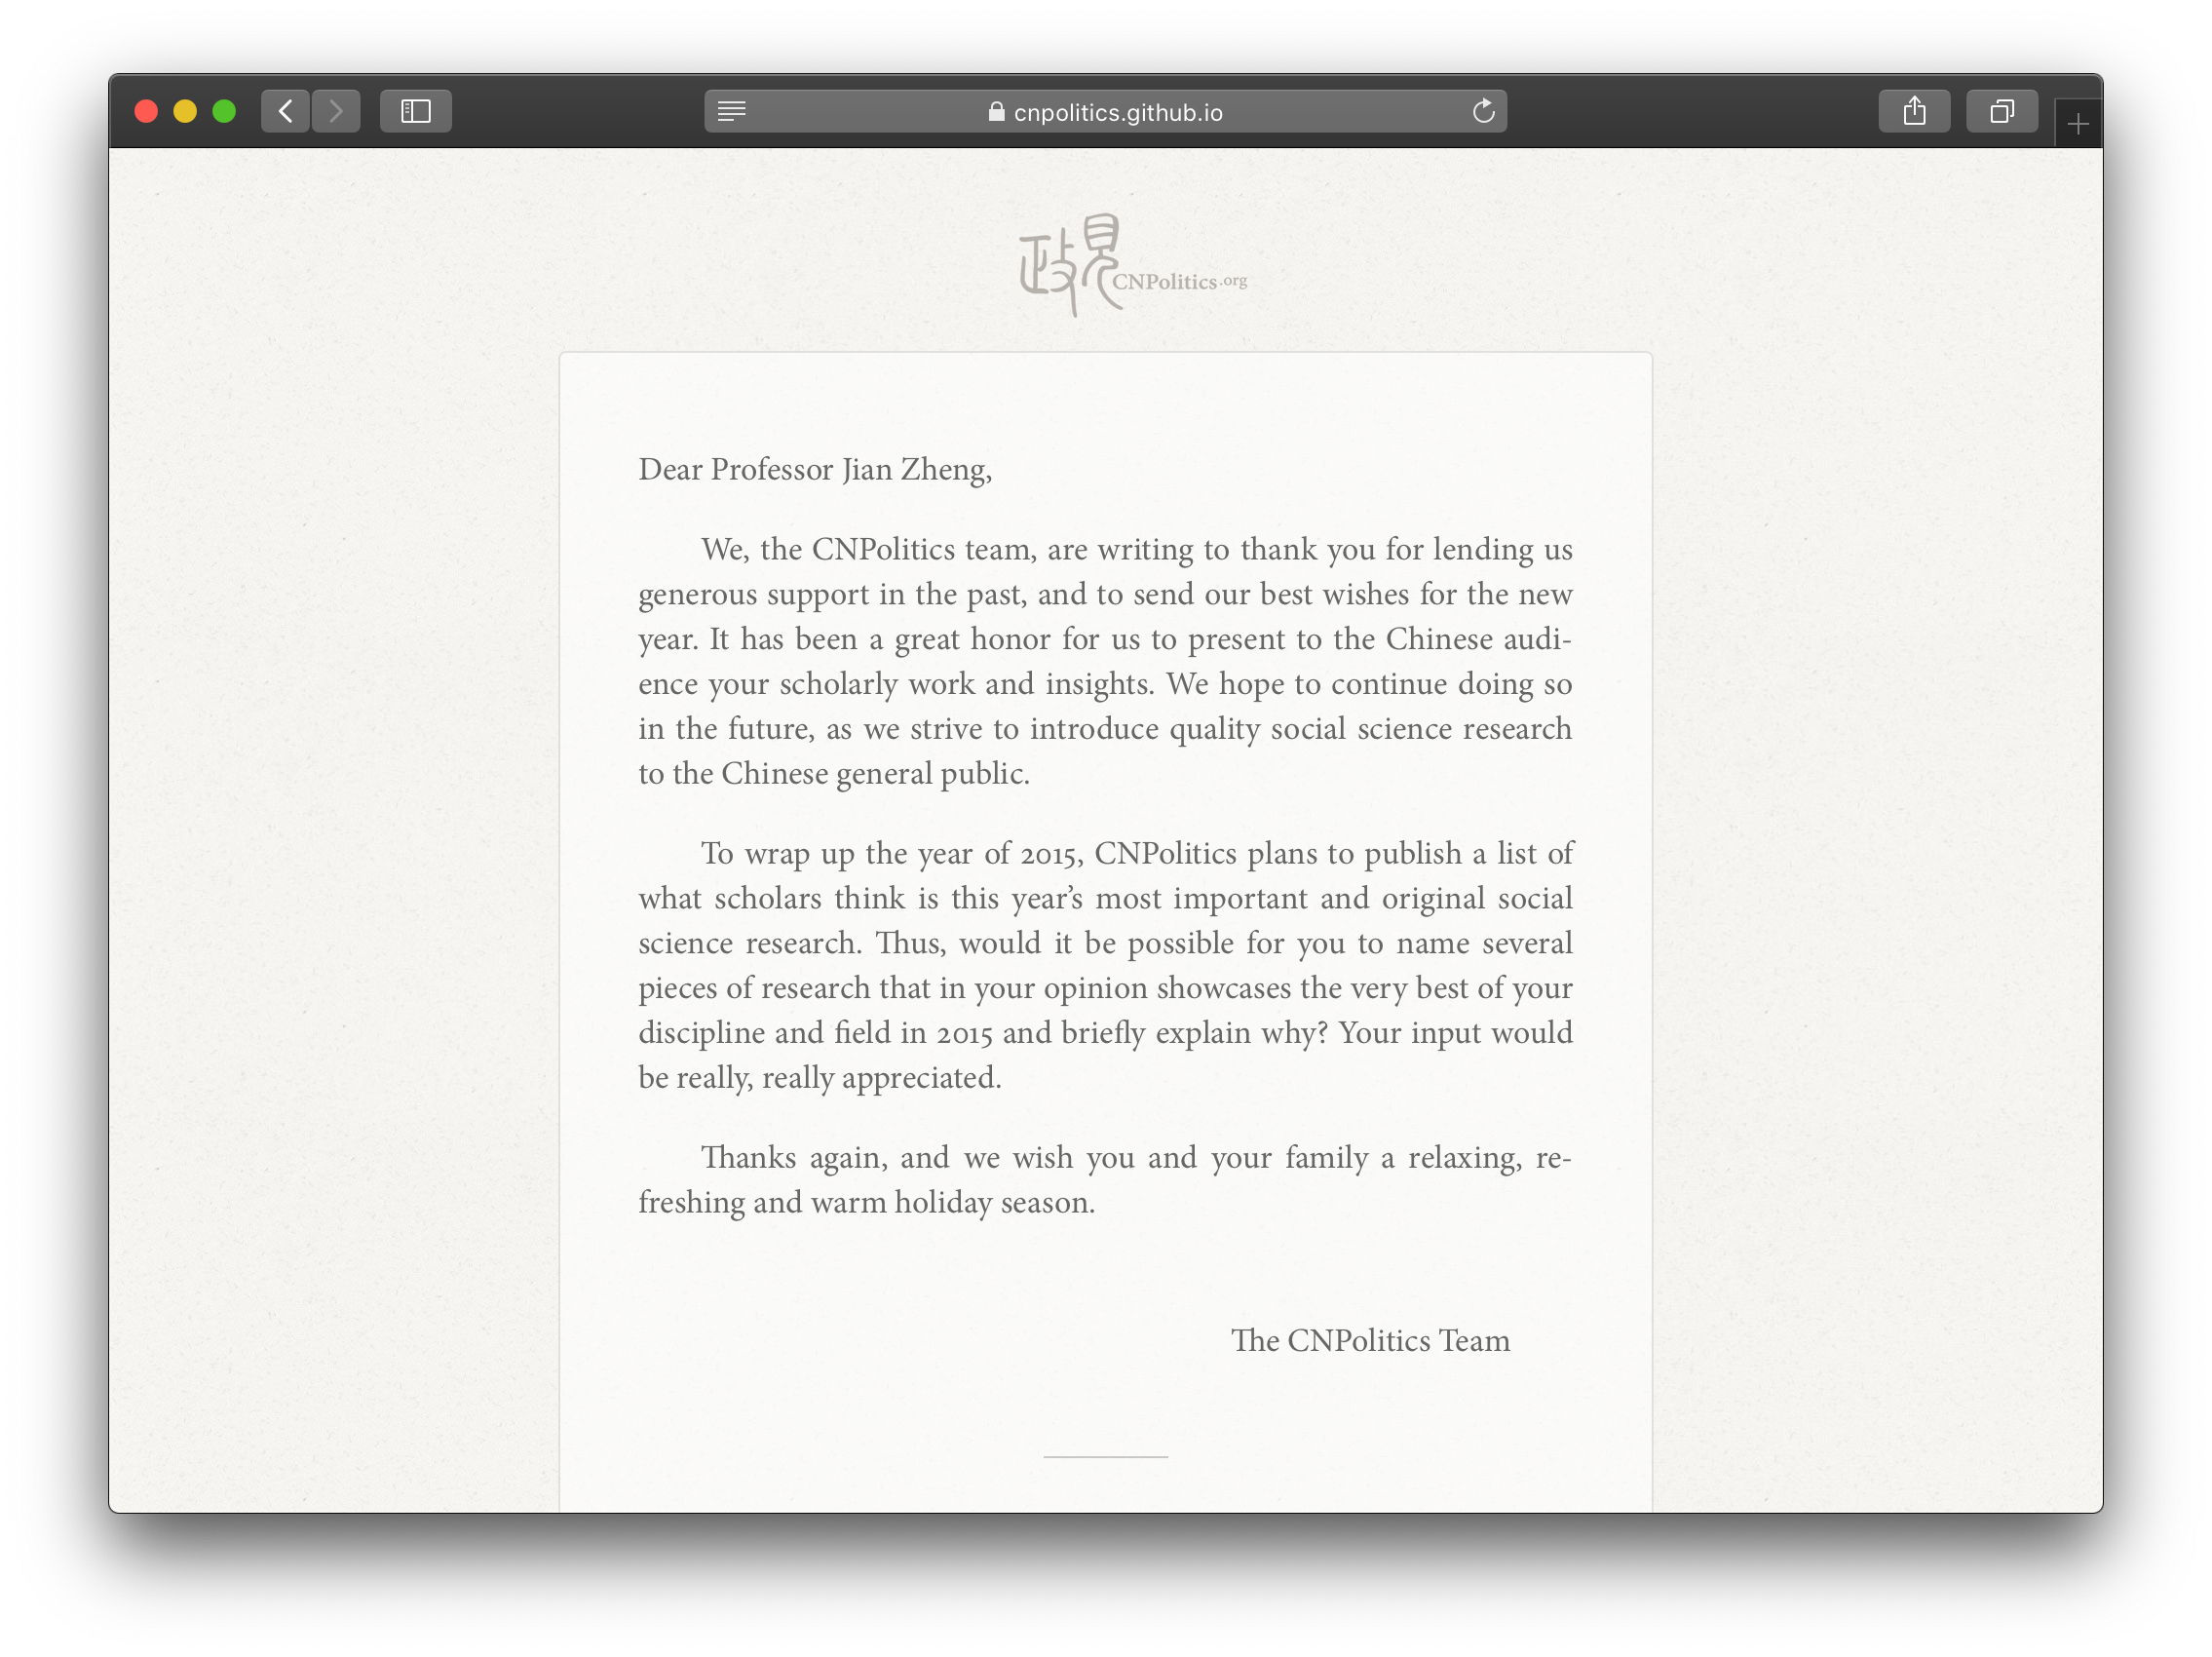 cnpolitics.github.io
政見
CNPolitics.org
Dear Professor Jian Zheng,
We, the CNPolitics team, are writing to thank you for lending us
generous support in the past, and to send our best wishes for the new
year. It has been a great honor for us to present to the Chinese audi-
ence your scholarly work and insights. We hope to continue doing so
in the future, as we strive to introduce quality social science research
to the Chinese general public.
To wrap up the year of 2015, CNPolitics plans to publish a list of
what scholars think is this year’s most important and original social
science research. Thus, would it be possible for you to name several
pieces of research that in your opinion showcases the very best of your
discipline and field in 2015 and briefly explain why? Your input would
be really, really appreciated.
Thanks again, and we wish you and your family a relaxing, re-
freshing and warm holiday season.
The CNPolitics Team